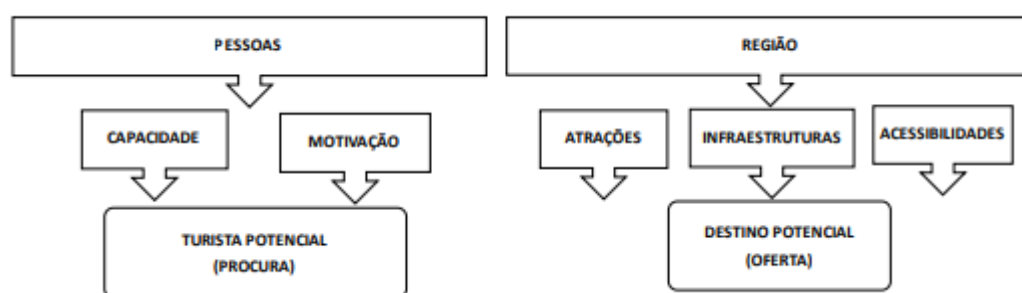 PESSOAS
REGIÃO
CAPACIDADE
MOTIVAÇÃO
ATRAÇÕES
INFRAESTRUTURAS
ACESSIBILIDADES
TURISTA POTENCIAL
(PROCURA)
DESTINO POTENCIAL
(OFERTA)